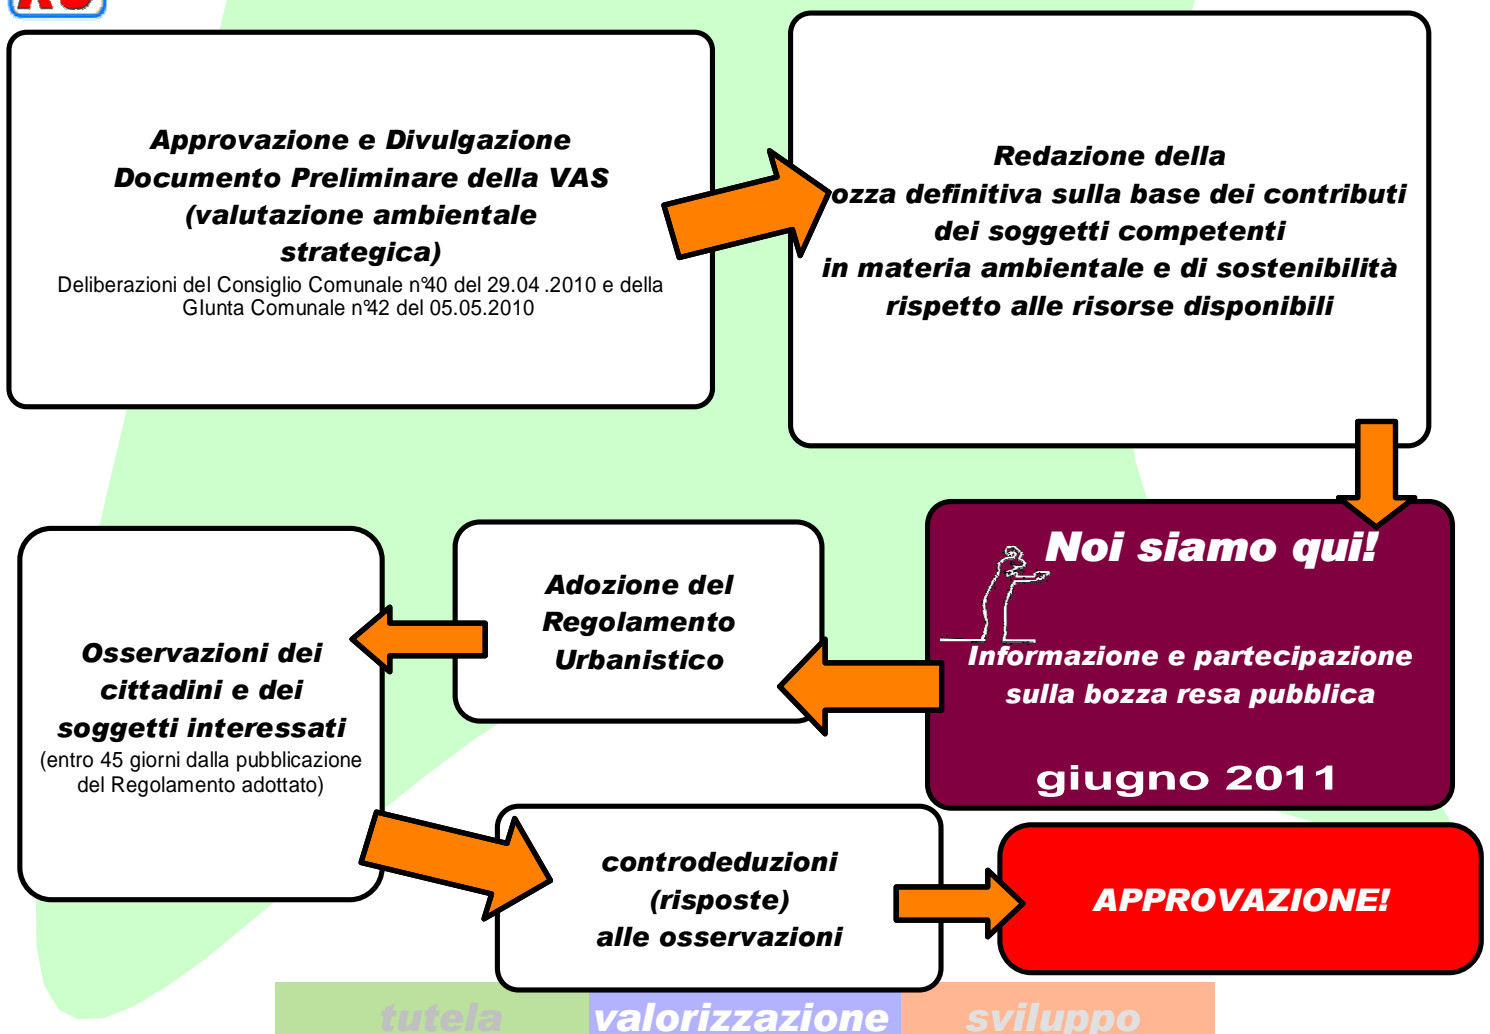 RU
Approvazione e Divulgazione
Documento Preliminare della VAS
(valutazione ambientale
strategica)
Deliberazioni del Consiglio Comunale n°40 del 29.04 .2010 e della
GIunta Comunale n°42 del 05.05.2010
Redazione della
ozza definitiva sulla base dei contributi
dei soggetti competenti
in materia ambientale e di sostenibilità
rispetto alle risorse disponibili
Noi siamo qui!
Informazione e partecipazione
sulla bozza resa pubblica
giugno 2011
Adozione del
Regolamento
Urbanistico
Osservazioni dei
cittadini e dei
soggetti interessati
(entro 45 giorni dalla pubblicazione
del Regolamento adottato)
controdeduzioni
(risposte)
alle osservazioni
APPROVAZIONE!
tutela valorizzazione sviluppo